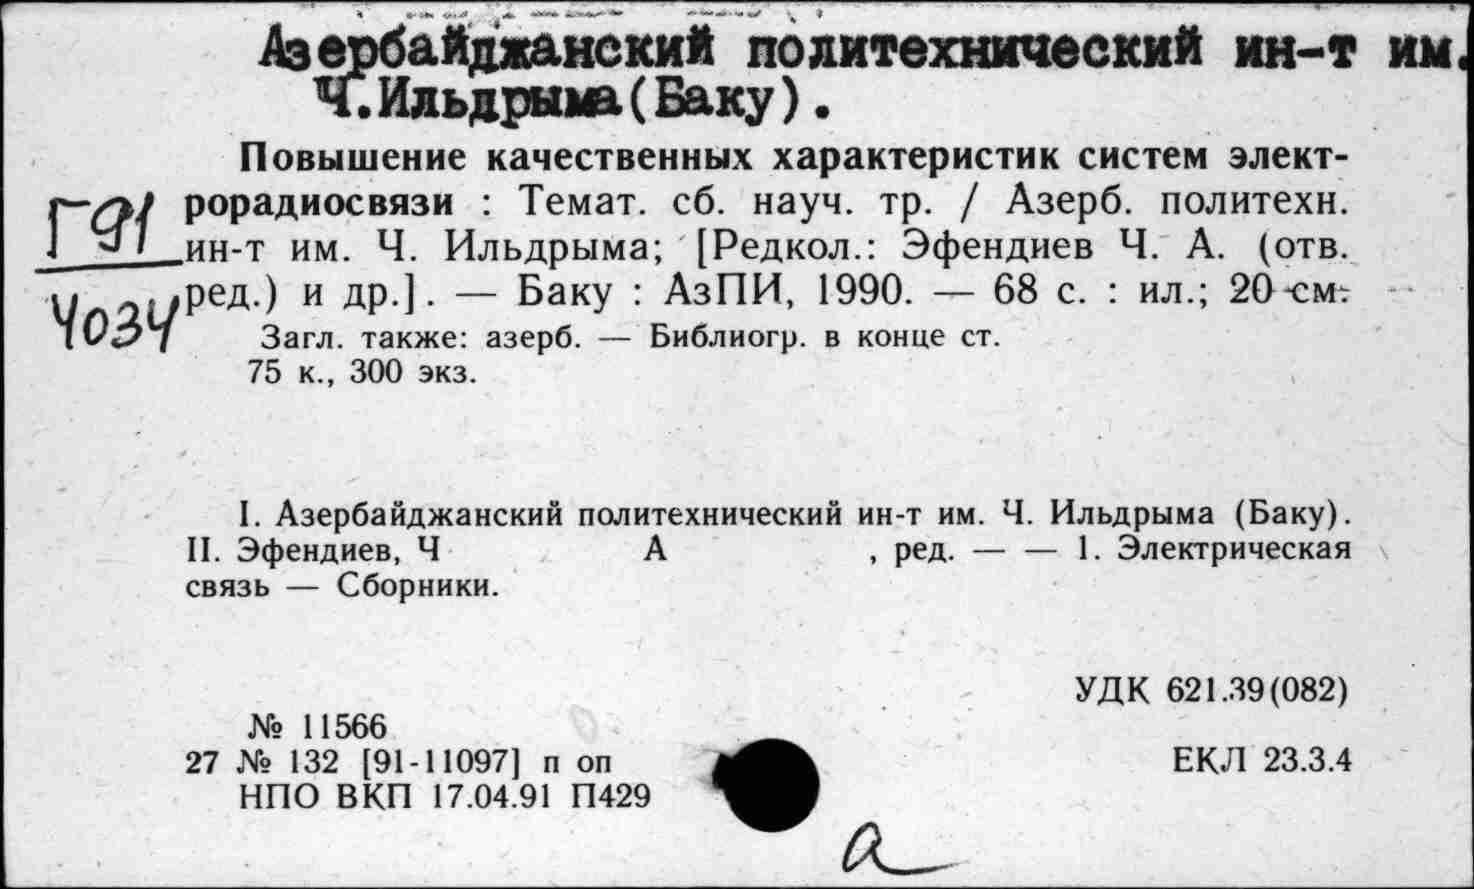 Азербайджанский политехнический ин-т им.
Ч.Ильдрыма(Баку).
Повышение качественных характеристик систем элект-
Г91 рорадиосвязи : Темат. сб. науч. тр. / Азерб. политехн.
ин-т им. Ч. Ильдрыма; [Редкол.: Эфендиев Ч. А. (отв.
4034 ред.) и др.]. — Баку : АзПИ, 1990. — 68 с. : ил.; 20 см.
Загл. также: азерб. — Библиогр. в конце ст.
75 к., 300 экз.
I. Азербайджанский политехнический ин-т им. Ч. Ильдрыма (Баку).
II. Эфендиев, Ч А , ред. — — 1. Электрическая
связь — Сборники.
УДК 621.39(082)
№ 11566
27 № 132 [91-11097] п оп ЕКЛ 23.3.4
НПО ВКП 17.04.91 П429
а